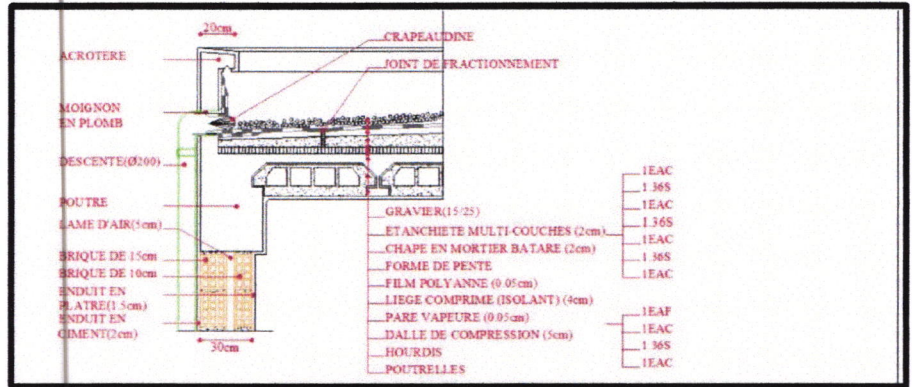 20cm
ACROTERE
MOIGNON
EN PLOMB
DESCENTE(Ø200)
POUTRE
LAME D'AIR(5cm)
BRIQUE DE 15cm
BRIQUE DE 10cm
ENDUIT EN
PLATRE(1.5cm)
ENDUIT EN
CIMENT(2cm)
30cm
CRAPEAUDINE
JOINT DE FRACTIONNEMENT
GRAVIER(15/25)
ETANCHIETE MULTI-COUCHES (2cm)
CHAPE EN MORTIER BATARE (2cm)
FORME DE PENTE
FILM POLYANNE (0.05cm)
LIEGE COMPRIME (ISOLANT) (4cm)
PARE VAPEURE (0.05cm)
DALLE DE COMPRESSION (5cm)
HOURDIS
POUTRELLES
1EAC
1.36S
1EAC
1.36S
1EAC
1.36S
1EAC
1EAF
1EAC
1 36S
1EAC